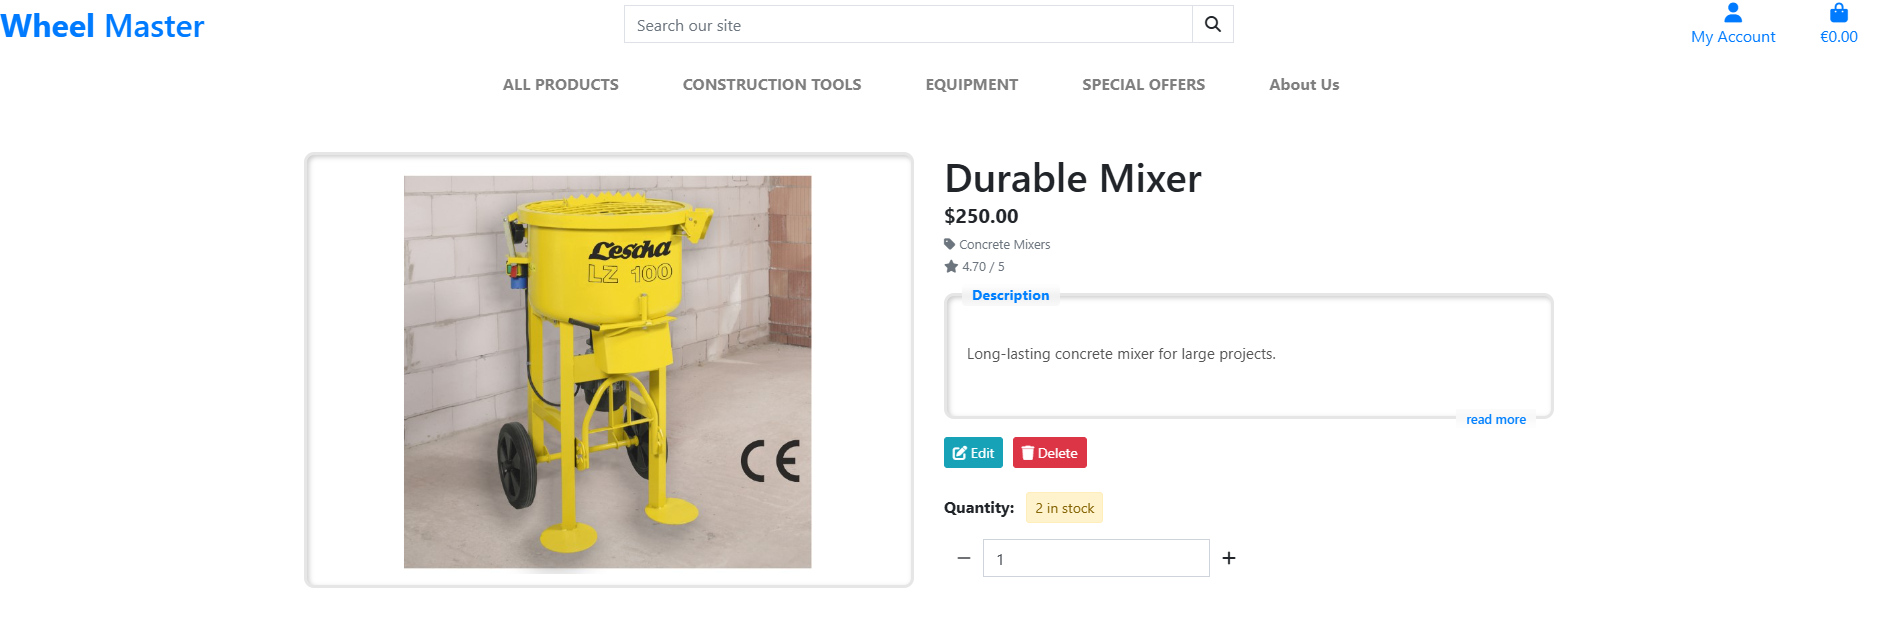 Wheel Master
Search our site
My Account
€0.00
ALL PRODUCTS
CONSTRUCTION TOOLS
EQUIPMENT
SPECIAL OFFERS
About Us
Lescha
LZ 100
CE
Durable Mixer
$250.00
Concrete Mixers
4.70 / 5
Description
Long-lasting concrete mixer for large projects.
read more
Edit
Delete
Quantity:
2 in stock
1